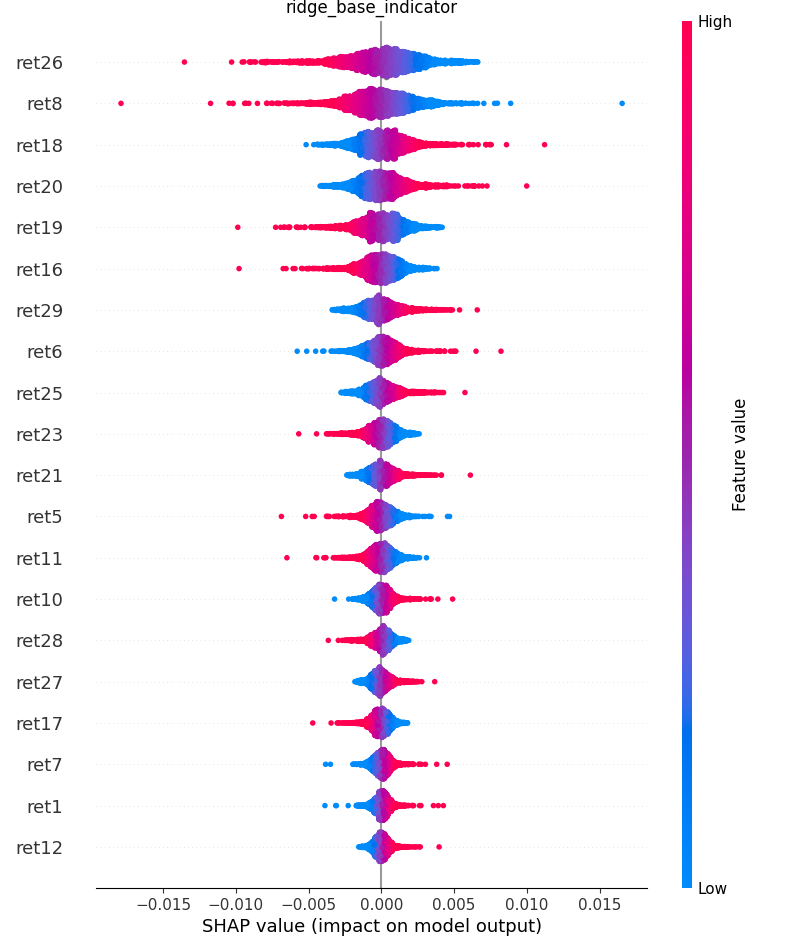 ridge_base_indicator
High
ret26
ret8
ret18
ret20
ret19
ret16
ret29
ret6
ret25
ret23
ret21
ret5
ret11
ret10
ret28
ret27
ret17
ret7
ret1
ret12
Feature value
Low
−0.015 −0.010 −0.005 0.000 0.005 0.010 0.015
SHAP value (impact on model output)